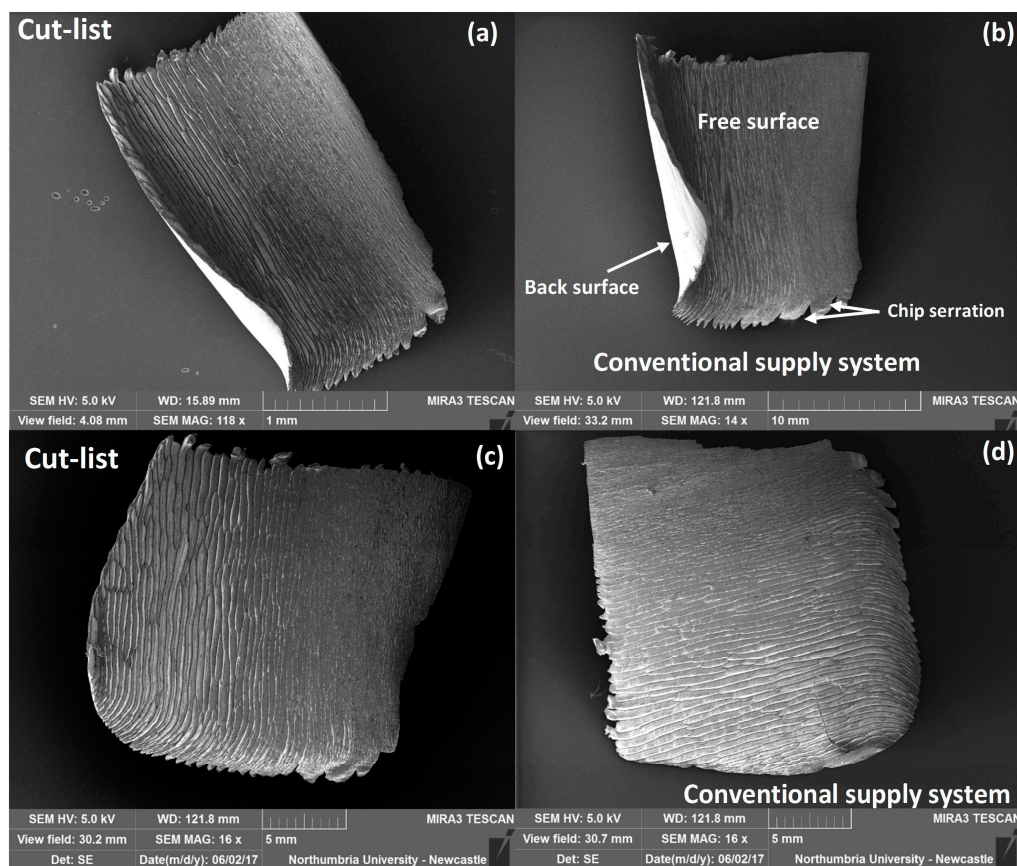 Cut-list
(a)
SEM HV: 5.0 kV WD: 15.89 mm MIRA3 TESCAN
View field: 4.08 mm SEM MAG: 118 x 1 mm
(b)
Free surface
Back surface
Chip serration
Conventional supply system
SEM HV: 5.0 kV WD: 121.8 mm MIRA3 TESCAN
View field: 33.2 mm SEM MAG: 14 x 10 mm
Cut-list
(c)
SEM HV: 5.0 kV WD: 121.8 mm MIRA3 TESCAN
View field: 30.2 mm SEM MAG: 16 x 5 mm
Det: SE Date(m/d/y): 06/02/17 Northumbria University - Newcastle
(d)
Conventional supply system
SEM HV: 5.0 kV WD: 121.8 mm MIRA3 TESCAN
View field: 30.7 mm SEM MAG: 16 x 5 mm
Det: SE Date(m/d/y): 06/02/17 Northumbria University - Newcastle